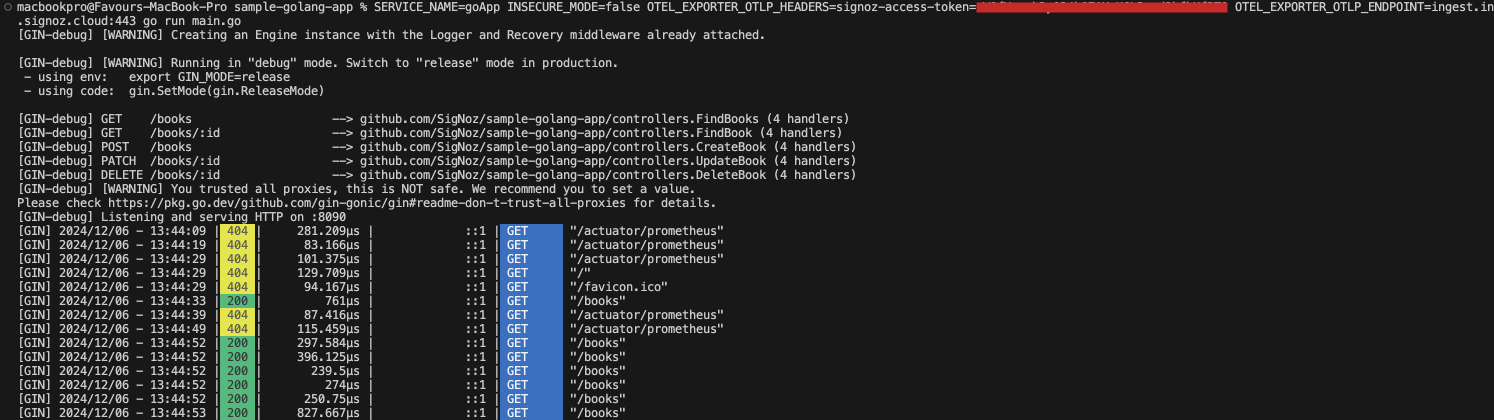 macbookpro@Favours-MacBook-Pro sample-golang-app % SERVICE_NAME=goApp INSECURE_MODE=false OTEL_EXPORTER_OTLP_HEADERS=signoz-access-token= OTEL_EXPORTER_OTLP_ENDPOINT=ingest.in
.signoz.cloud:443 go run main.go
[GIN-debug] [WARNING] Creating an Engine instance with the Logger and Recovery middleware already attached.
[GIN-debug] [WARNING] Running in "debug" mode. Switch to "release" mode in production.
- using env: export GIN_MODE=release
- using code: gin.SetMode(gin.ReleaseMode)
[GIN-debug] GET /books --> github.com/SigNoz/sample-golang-app/controllers.FindBooks (4 handlers)
[GIN-debug] GET /books/:id --> github.com/SigNoz/sample-golang-app/controllers.FindBook (4 handlers)
[GIN-debug] POST /books --> github.com/SigNoz/sample-golang-app/controllers.CreateBook (4 handlers)
[GIN-debug] PATCH /books/:id --> github.com/SigNoz/sample-golang-app/controllers.UpdateBook (4 handlers)
[GIN-debug] DELETE /books/:id --> github.com/SigNoz/sample-golang-app/controllers.DeleteBook (4 handlers)
[GIN-debug] [WARNING] You trusted all proxies, this is NOT safe. We recommend you to set a value.
Please check https://pkg.go.dev/github.com/gin-gonic/gin#readme-don-t-trust-all-proxies for details.
[GIN-debug] Listening and serving HTTP on :8090
[GIN] 2024/12/06 - 13:44:09 | 404 | 281.209µs | ::1 | GET "/actuator/prometheus"
[GIN] 2024/12/06 - 13:44:19 | 404 | 83.166µs | ::1 | GET "/actuator/prometheus"
[GIN] 2024/12/06 - 13:44:29 | 404 | 101.375µs | ::1 | GET "/actuator/prometheus"
[GIN] 2024/12/06 - 13:44:29 | 404 | 129.709µs | ::1 | GET "/"
[GIN] 2024/12/06 - 13:44:29 | 404 | 94.167µs | ::1 | GET "/favicon.ico"
[GIN] 2024/12/06 - 13:44:33 | 200 | 761µs | ::1 | GET "/books"
[GIN] 2024/12/06 - 13:44:39 | 404 | 87.416µs | ::1 | GET "/actuator/prometheus"
[GIN] 2024/12/06 - 13:44:49 | 404 | 115.459µs | ::1 | GET "/actuator/prometheus"
[GIN] 2024/12/06 - 13:44:52 | 200 | 297.584µs | ::1 | GET "/books"
[GIN] 2024/12/06 - 13:44:52 | 200 | 396.125µs | ::1 | GET "/books"
[GIN] 2024/12/06 - 13:44:52 | 200 | 239.5µs | ::1 | GET "/books"
[GIN] 2024/12/06 - 13:44:52 | 200 | 274µs | ::1 | GET "/books"
[GIN] 2024/12/06 - 13:44:52 | 200 | 250.75µs | ::1 | GET "/books"
[GIN] 2024/12/06 - 13:44:53 | 200 | 827.667µs | ::1 | GET "/books"